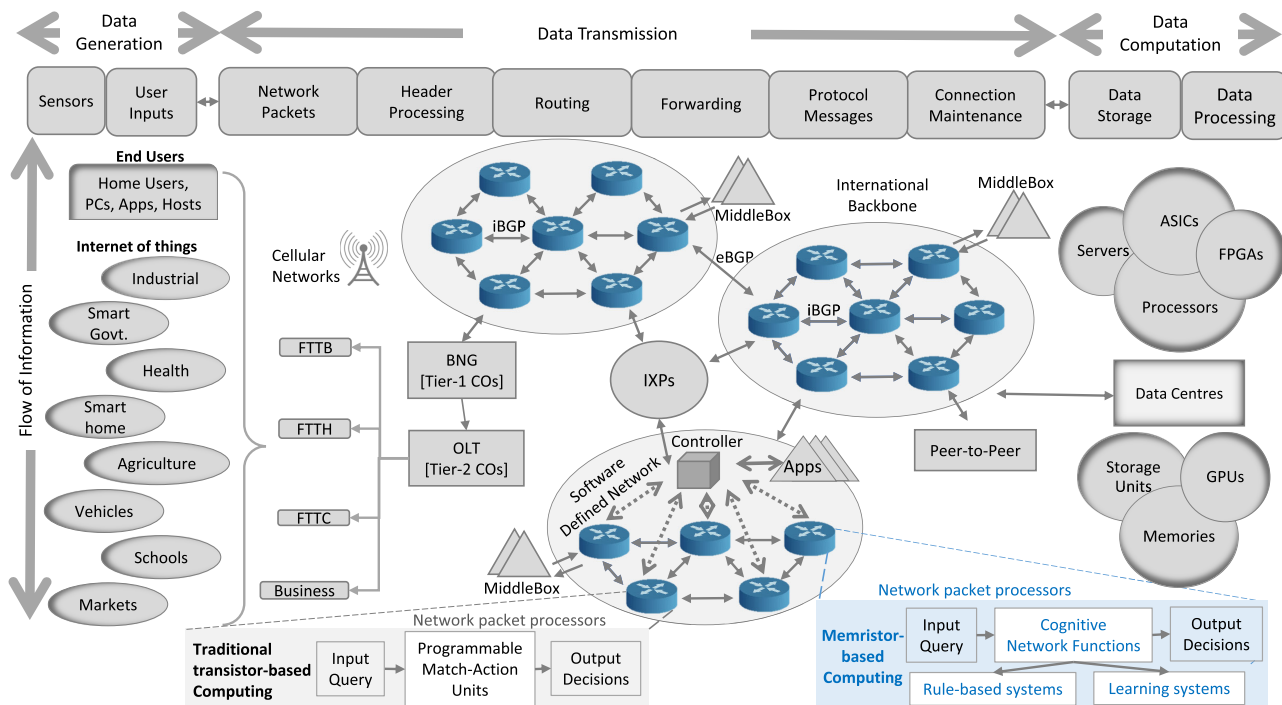 Data
Generation
Data Transmission
Data
Computation
Sensors
User
Inputs
Network
Packets
Header
Processing
Routing
Forwarding
Protocol
Messages
Connection
Maintenance
Data
Storage
Data
Processing
Flow of Information
End Users
Home Users,
PCs, Apps, Hosts
Internet of things
Industrial
Smart
Govt.
Health
Smart
home
Agriculture
Vehicles
Schools
Markets
Cellular
Networks
FTTB
FTTH
FTTC
Business
iBGP
MiddleBox
eBGP
BNG
[Tier-1 COs]
OLT
[Tier-2 COs]
IXPs
International
Backbone
MiddleBox
iBGP
Peer-to-Peer
Controller
Apps
Software
Defined Network
MiddleBox
Servers
ASICs
FPGAs
Processors
Data Centres
Storage
Units
GPUs
Memories
Network packet processors
Traditional
transistor-based
Computing
Input
Query
Programmable
Match-Action
Units
Output
Decisions
Network packet processors
Memristor-
based
Computing
Input
Query
Cognitive
Network Functions
Output
Decisions
Rule-based systems
Learning systems